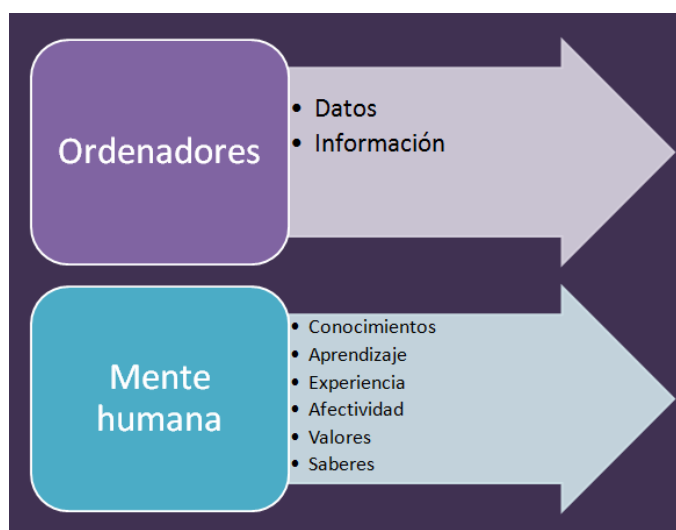 Ordenadores
• Datos
• Información
Mente
humana
• Conocimientos
• Aprendizaje
• Experiencia
• Afectividad
• Valores
• Saberes